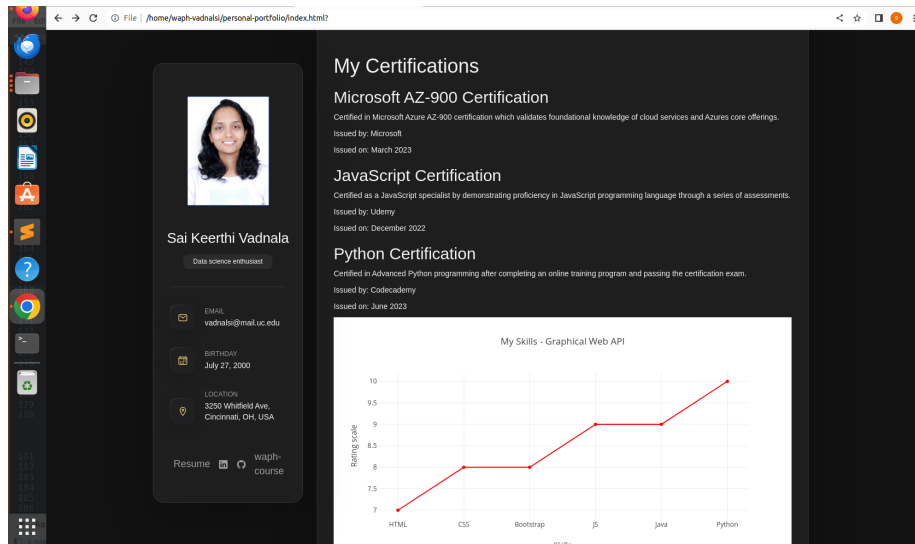 File | /home/waph-vadnalsi/personal-portfolio/index.html?
Sai Keerthi Vadnala
Data science enthusiast
EMAIL
vadnalsi@mail.uc.edu
BIRTHDAY
July 27, 2000
LOCATION
3250 Whitfield Ave,
Cincinnati, OH, USA
Resume
waph-
course
My Certifications
Microsoft AZ-900 Certification
Certified in Microsoft Azure AZ-900 certification which validates foundational knowledge of cloud services and Azures core offerings.
Issued by: Microsoft
Issued on: March 2023
JavaScript Certification
Certified as a JavaScript specialist by demonstrating proficiency in JavaScript programming language through a series of assessments.
Issued by: Udemy
Issued on: December 2022
Python Certification
Certified in Advanced Python programming after completing an online training program and passing the certification exam.
Issued by: Codecademy
Issued on: June 2023
My Skills - Graphical Web API
Rating scale
10
9.5
9
8.5
8
7.5
7
HTML
CSS
Bootstrap
JS
Java
Python